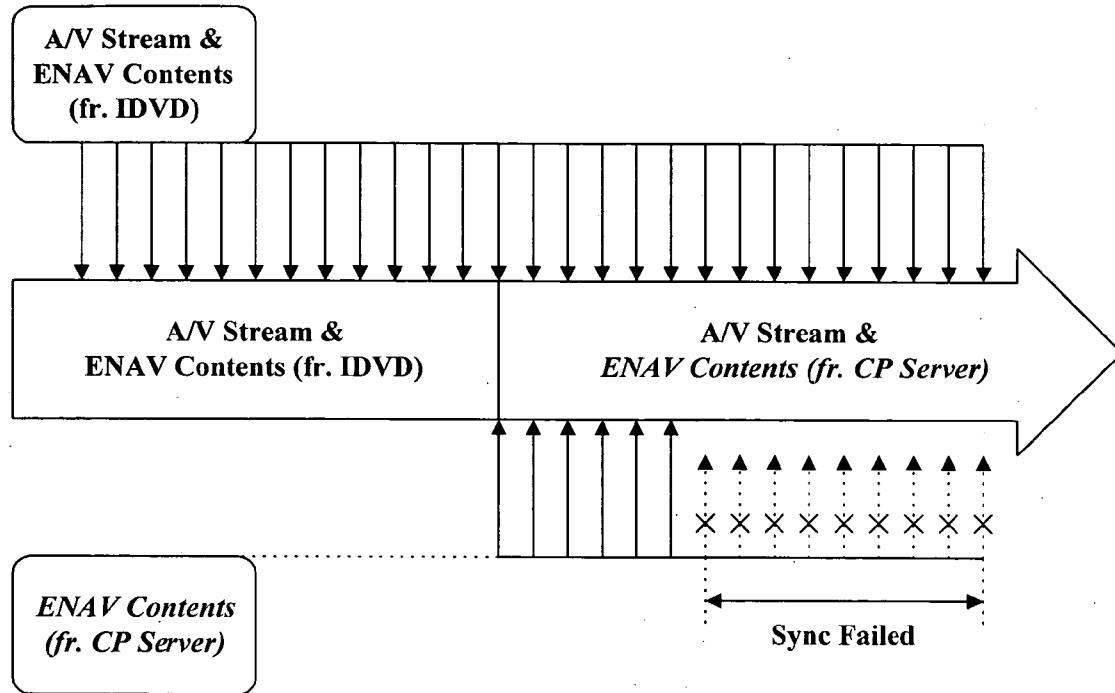 A/V Stream &
ENAV Contents
(fr. IDVD)
A/V Stream &
ENAV Contents (fr. IDVD)
A/V Stream &
ENAV Contents (fr. CP Server)
ENAV Contents
(fr. CP Server)
Sync Failed